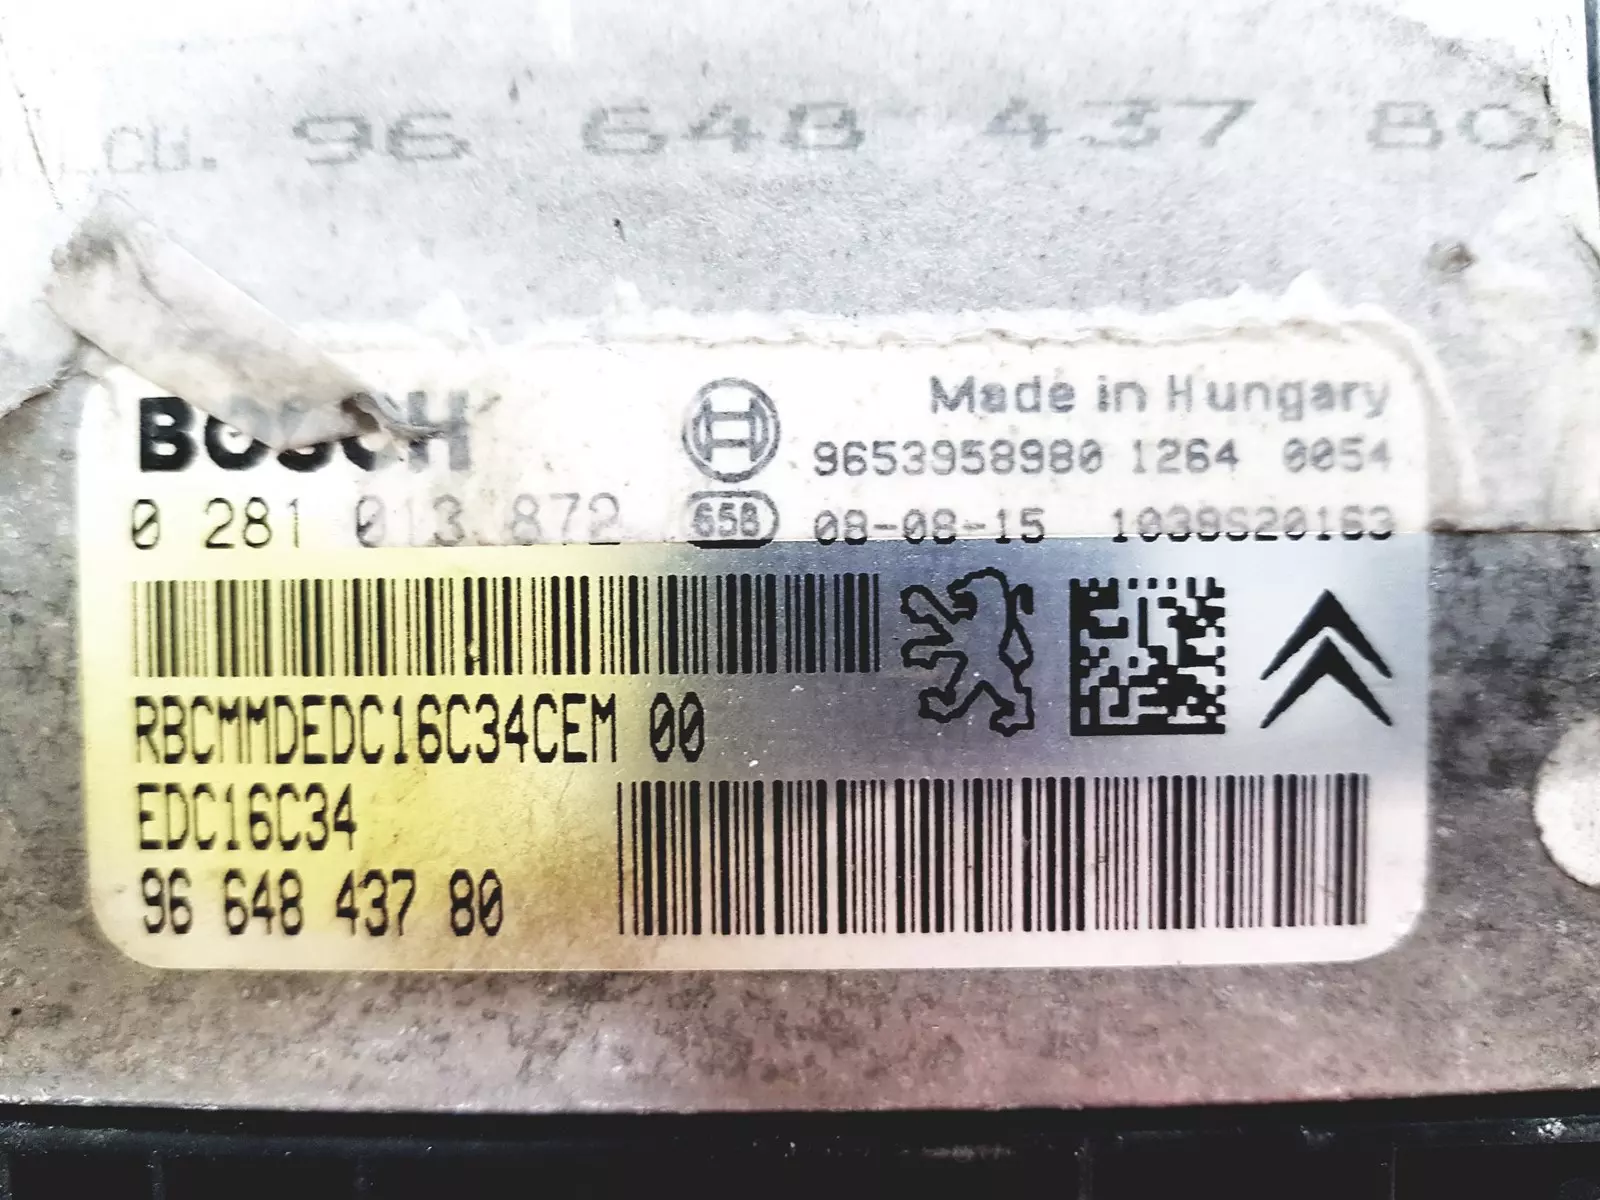 96 648 437 80
BOSCH
Made in Hungary
9653958980 1264 0054
0 281 013 872
658
08-08-15 1039S20163
RBCMMDEDC16C34CEM 00
EDC16C34
96 648 437 80